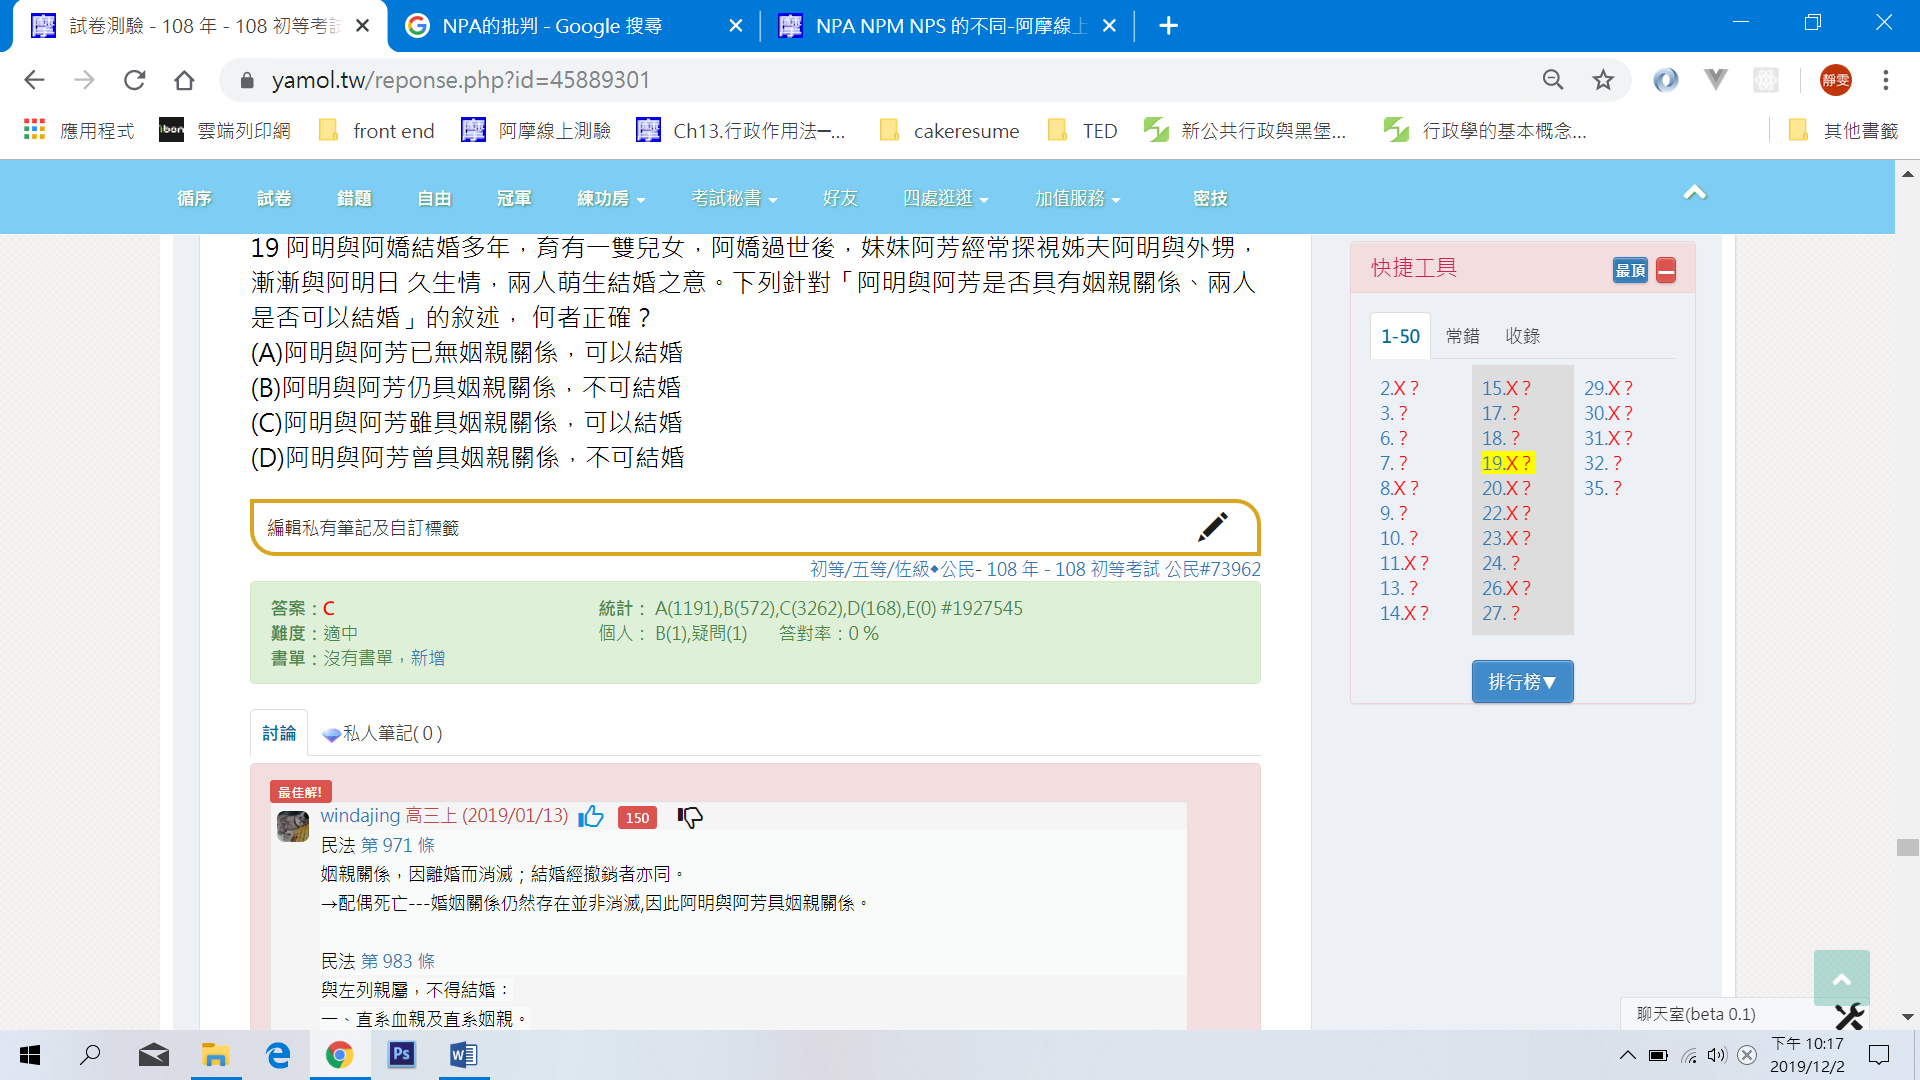 試卷測驗 - 108 年 - 108 初等考試
NPA的批判 - Google 搜尋
NPA NPM NPS 的不同-阿摩線上
yamol.tw/reponse.php?id=45889301
靜雯
應用程式
ibon
雲端列印網
front end
阿摩線上測驗
Ch13.行政作用法─...
cakeresume
TED
新公共行政與黑堡...
行政學的基本概念...
其他書籤
循序
試卷
錯題
自由
冠軍
練功房
考試秘書
好友
四處逛逛
加值服務
密技
19 阿明與阿嬌結婚多年，育有一雙兒女，阿嬌過世後，妹妹阿芳經常探視姊夫阿明與外甥，
漸漸與阿明日 久生情，兩人萌生結婚之意。下列針對「阿明與阿芳是否具有姻親關係、兩人
是否可以結婚」的敘述， 何者正確？
(A)阿明與阿芳已無姻親關係，可以結婚
(B)阿明與阿芳仍具姻親關係，不可結婚
(C)阿明與阿芳雖具姻親關係，可以結婚
(D)阿明與阿芳曾具姻親關係，不可結婚
編輯私有筆記及自訂標籤
初等/五等/佐級◆公民- 108 年 - 108 初等考試 公民#73962
答案：C
難度：適中
書單：沒有書單，新增
統計： A(1191),B(572),C(3262),D(168),E(0) #1927545
個人： B(1),疑問(1) 答對率：0 %
討論
私人筆記( 0 )
最佳解!
windajing 高三上 (2019/01/13) 150
民法 第 971 條
姻親關係，因離婚而消滅；結婚經撤銷者亦同。
→配偶死亡---婚姻關係仍然存在並非消滅,因此阿明與阿芳具姻親關係。
民法 第 983 條
與左列親屬，不得結婚：
一、直系血親及直系姻親。
快捷工具
最頂
1-50
常錯
收錄
2.X ?
3. ?
6. ?
7. ?
8.X ?
9. ?
10. ?
11.X ?
13. ?
14.X ?
15.X ?
17. ?
18. ?
19.X ?
20.X ?
22.X ?
23.X ?
24. ?
26.X ?
27. ?
29.X ?
30.X ?
31.X ?
32. ?
35. ?
排行榜▼
聊天室(beta 0.1)
Ps
下午 10:17
2019/12/2